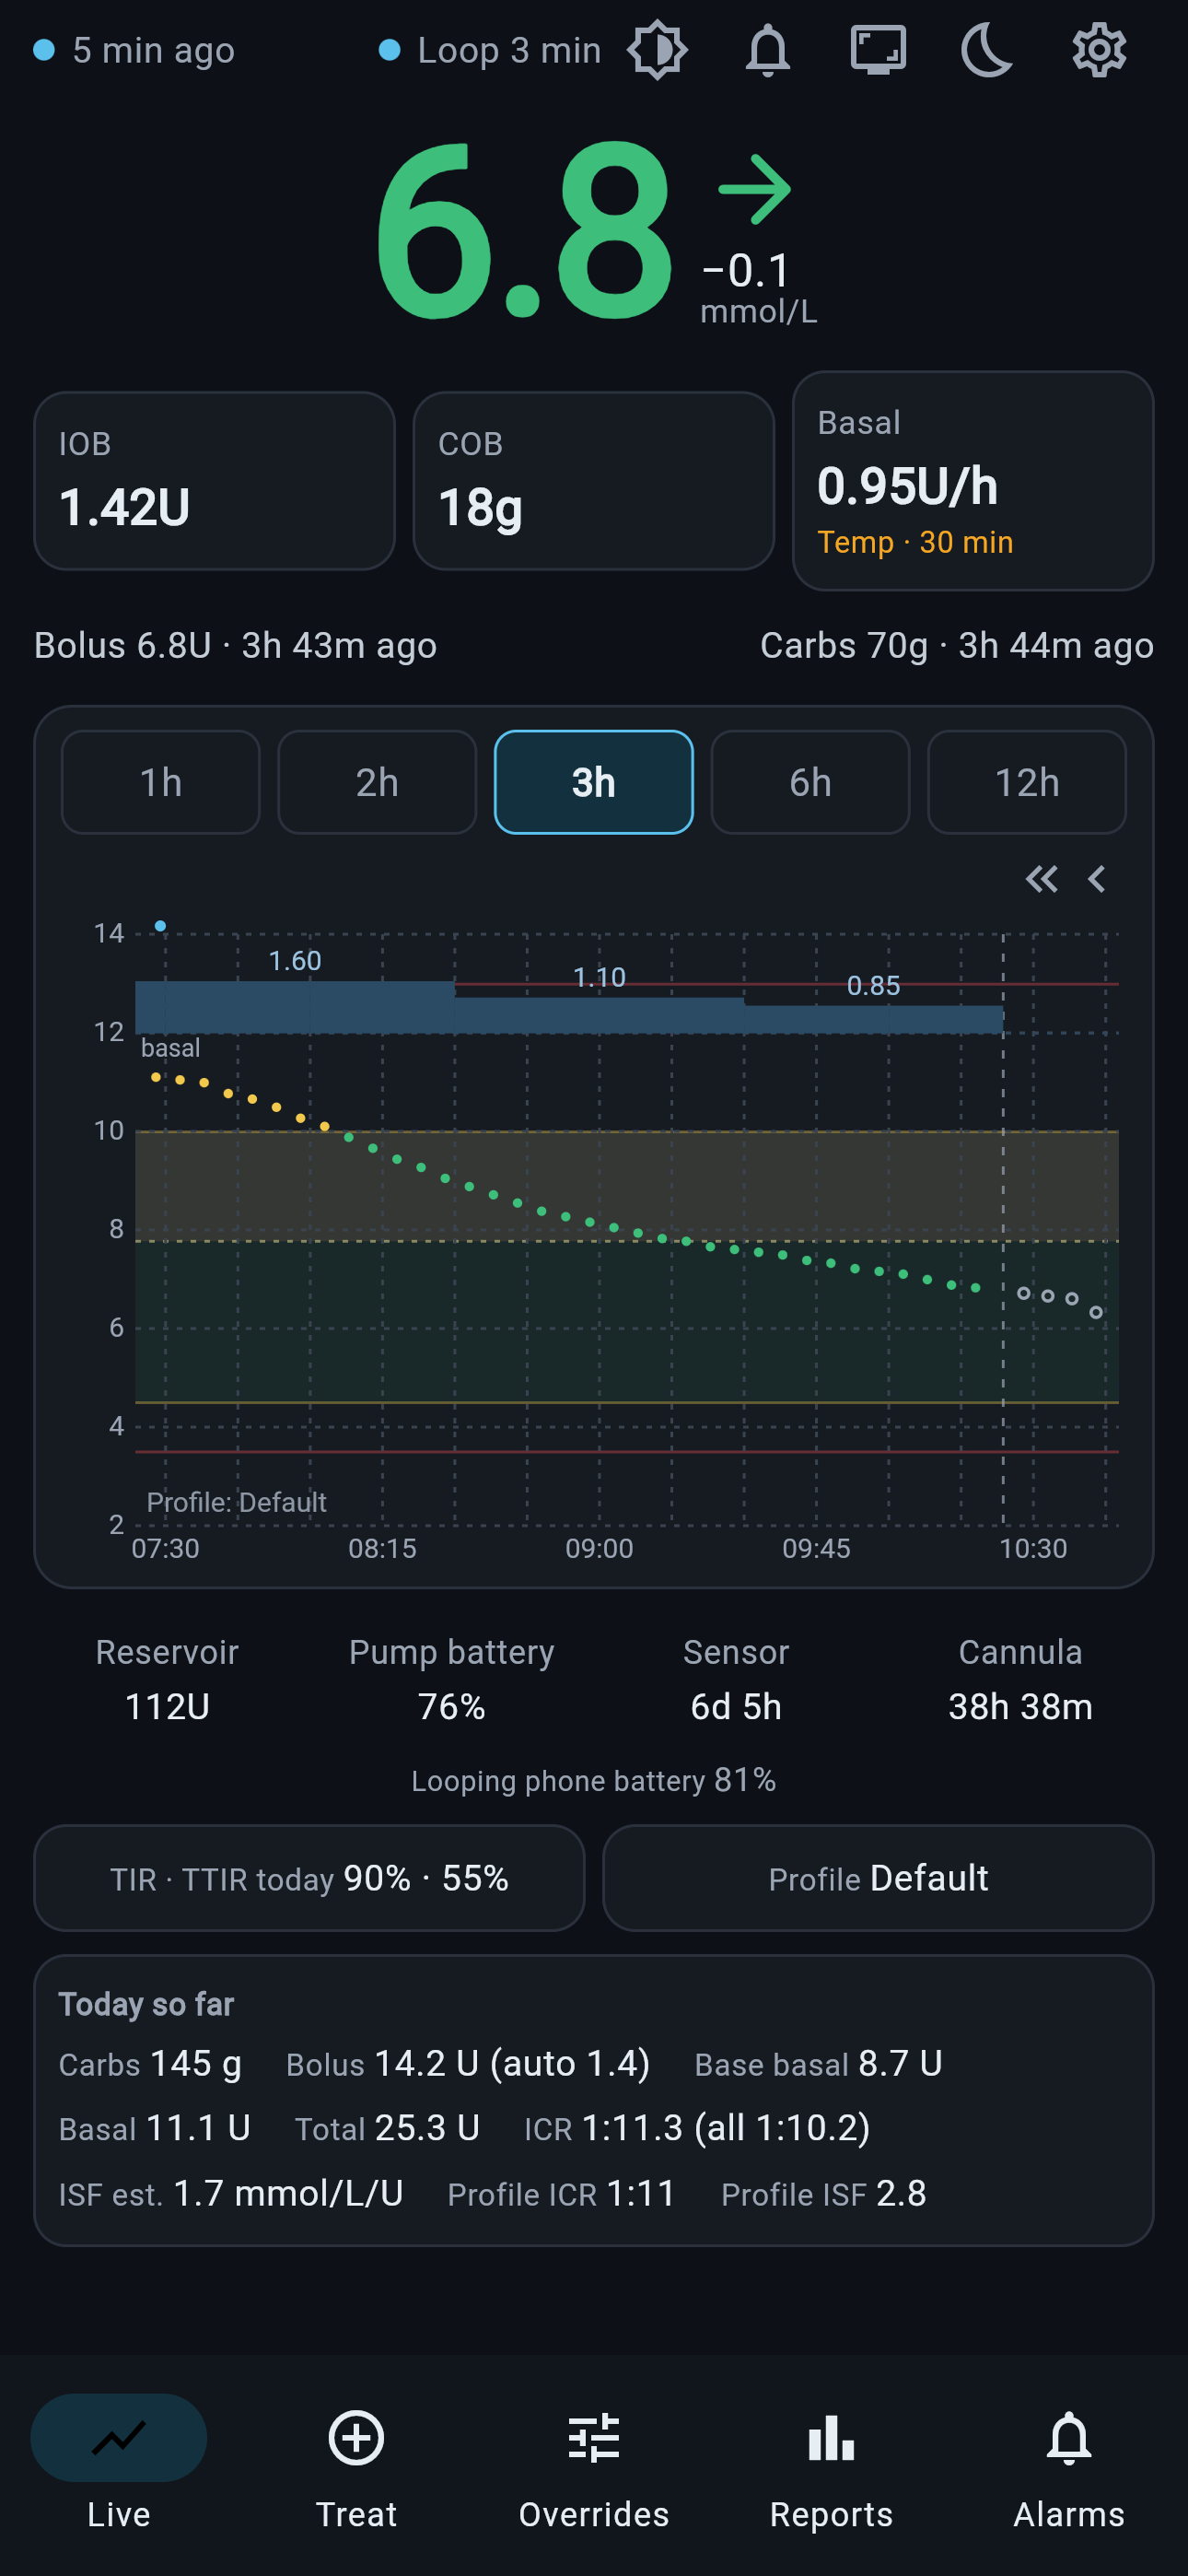 5 min ago Loop 3 min
6.8
−0.1
mmol/L
IOB
1.42U
COB
18g
Basal
0.95U/h
Temp · 30 min
Bolus 6.8U · 3h 43m ago Carbs 70g · 3h 44m ago
1h 2h 3h 6h 12h
14
1.60
1.10
0.85
12
basal
10
8
6
4
Profile: Default
2
07:30 08:15 09:00 09:45 10:30
Reservoir Pump battery Sensor Cannula
112U 76% 6d 5h 38h 38m
Looping phone battery 81%
TIR · TTIR today 90% · 55% Profile Default
Today so far
Carbs 145 g Bolus 14.2 U (auto 1.4) Base basal 8.7 U
Basal 11.1 U Total 25.3 U ICR 1:11.3 (all 1:10.2)
ISF est. 1.7 mmol/L/U Profile ICR 1:11 Profile ISF 2.8
Live Treat Overrides Reports Alarms